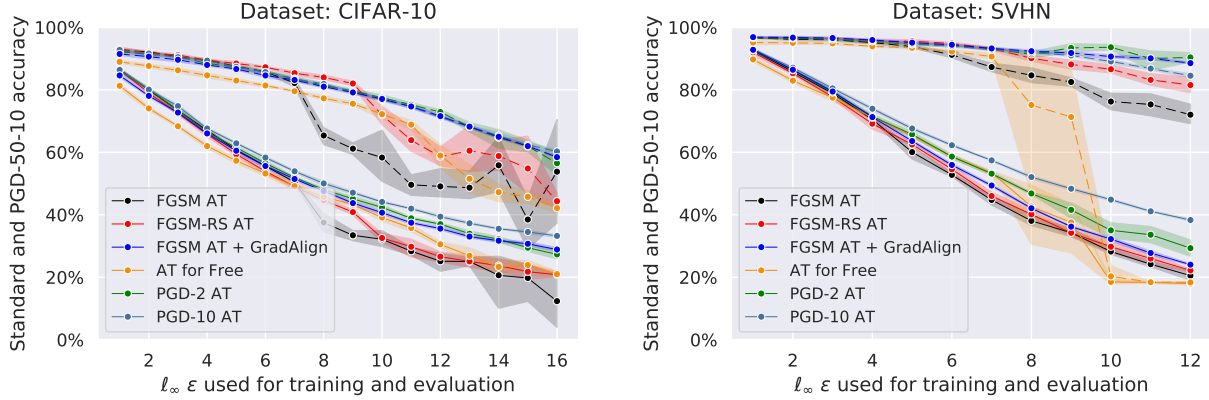 Dataset: CIFAR-10
Standard and PGD-50-10 accuracy
100%
80%
60%
40%
20%
0%
FGSM AT
FGSM-RS AT
FGSM AT + GradAlign
AT for Free
PGD-2 AT
PGD-10 AT
2 4 6 8 10 12 14 16
ℓ∞ ε used for training and evaluation
Dataset: SVHN
Standard and PGD-50-10 accuracy
100%
80%
60%
40%
20%
0%
FGSM AT
FGSM-RS AT
FGSM AT + GradAlign
AT for Free
PGD-2 AT
PGD-10 AT
2 4 6 8 10 12
ℓ∞ ε used for training and evaluation